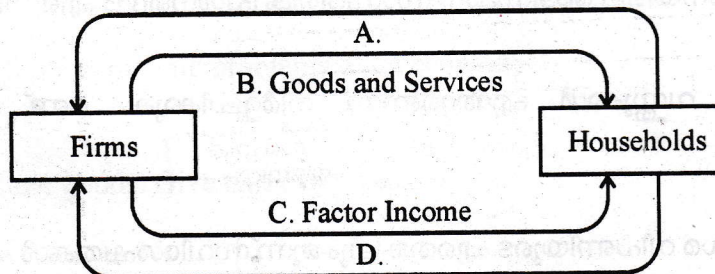 A.
B. Goods and Services
Firms
Households
C. Factor Income
D.